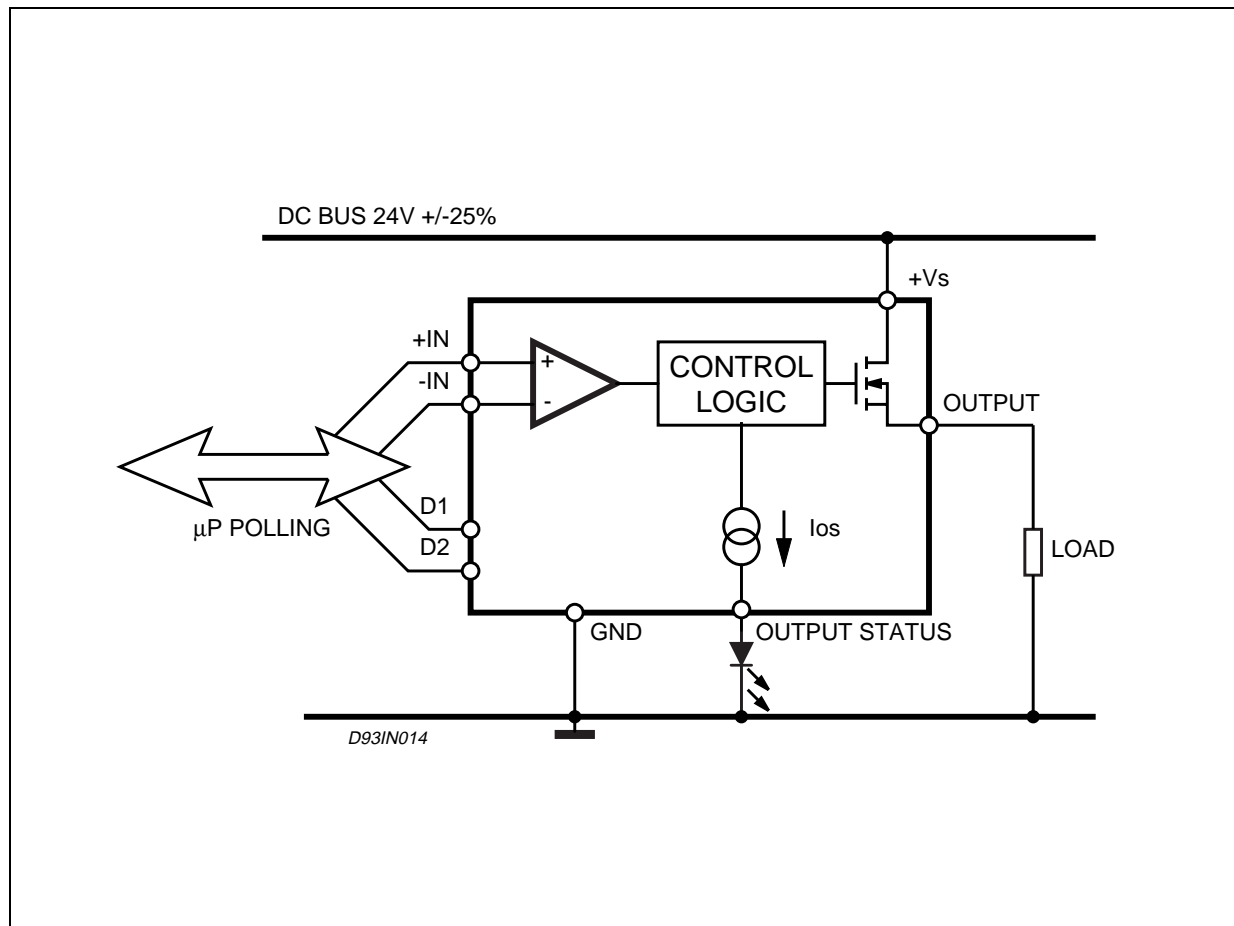 DC BUS 24V +/-25%
+Vs
+IN
-IN
+
-
CONTROL
LOGIC
OUTPUT
D1
D2
μP POLLING
Ios
LOAD
GND
OUTPUT STATUS
D93IN014